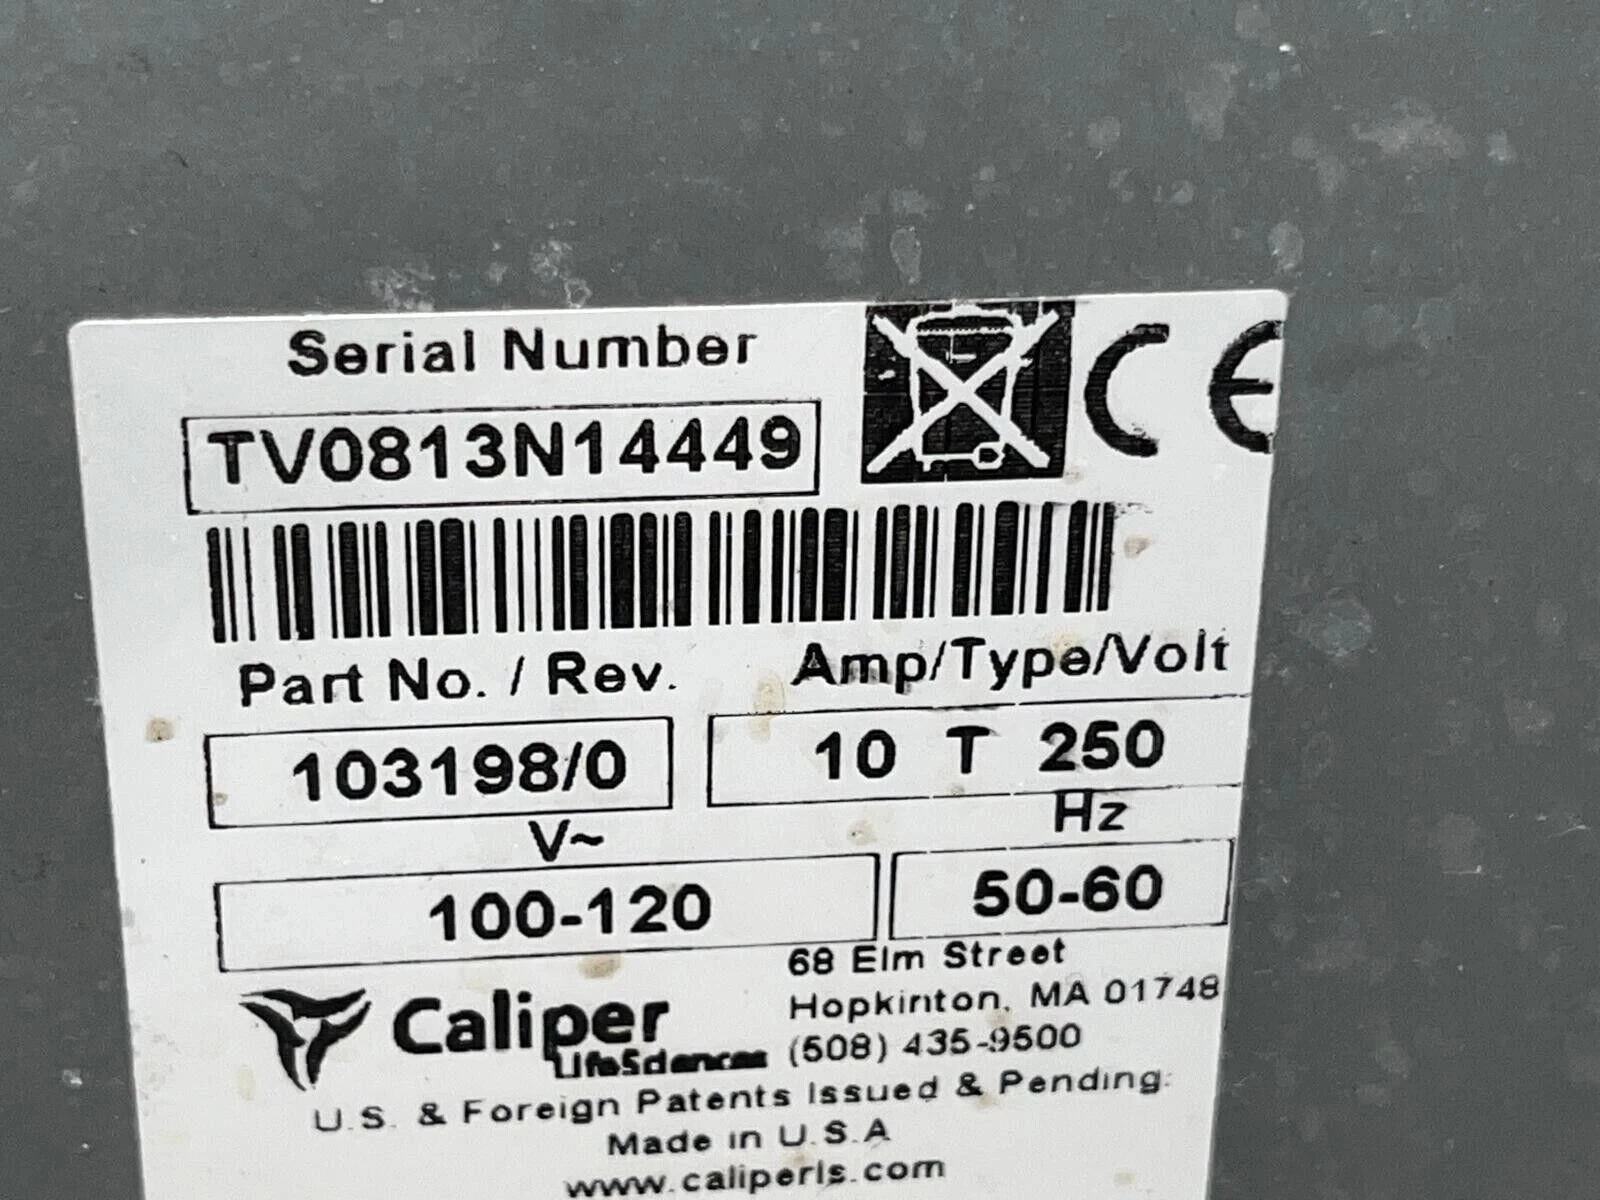 Serial Number
CE
TV0813N14449
Part No. / Rev.
Amp/Type/Volt
103198/0
10 T 250
V~
Hz
100-120
50-60
68 Elm Street
Hopkinton, MA 01748
Caliper
LifeSciences
(508) 435-9500
U.S. & Foreign Patents Issued & Pending.
Made in U.S.A
www.caliperls.com